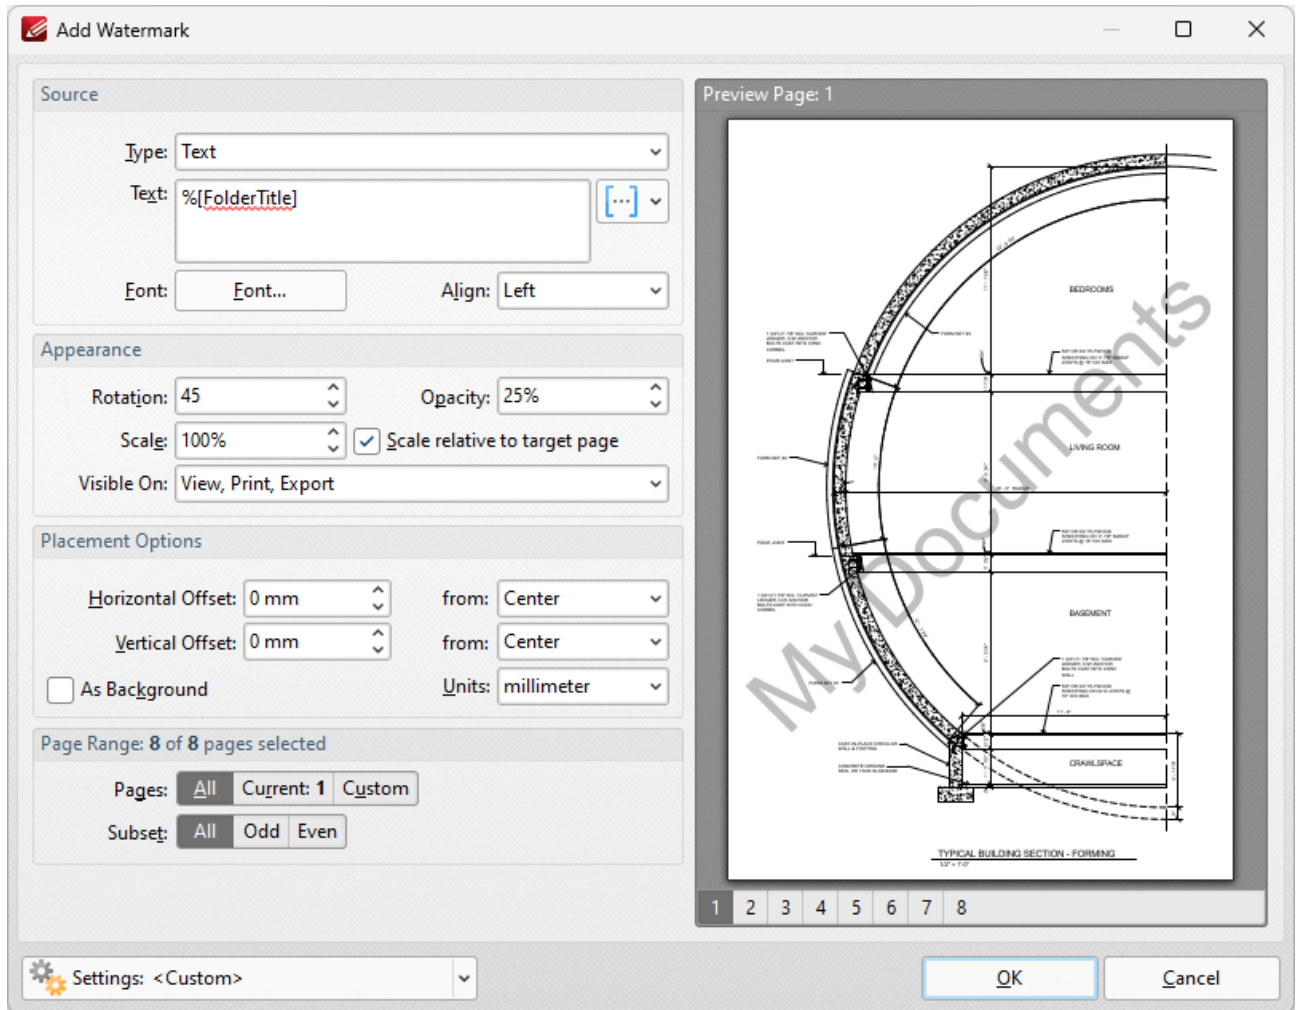 Add Watermark
Source
Type: Text
Text: %[FolderTitle]
[...]
Font: Font... Align: Left
Appearance
Rotation: 45 Opacity: 25%
Scale: 100% Scale relative to target page
Visible On: View, Print, Export
Placement Options
Horizontal Offset: 0 mm from: Center
Vertical Offset: 0 mm from: Center
As Background Units: millimeter
Page Range: 8 of 8 pages selected
Pages: All Current: 1 Custom
Subset: All Odd Even
Preview Page: 1
BEDROOMS
LIVING ROOM
BASEMENT
CRAWLSPACE
My Documents
TYPICAL BUILDING SECTION - FORMING
1/2" = 1'-0"
1 2 3 4 5 6 7 8
Settings: <Custom>
OK Cancel